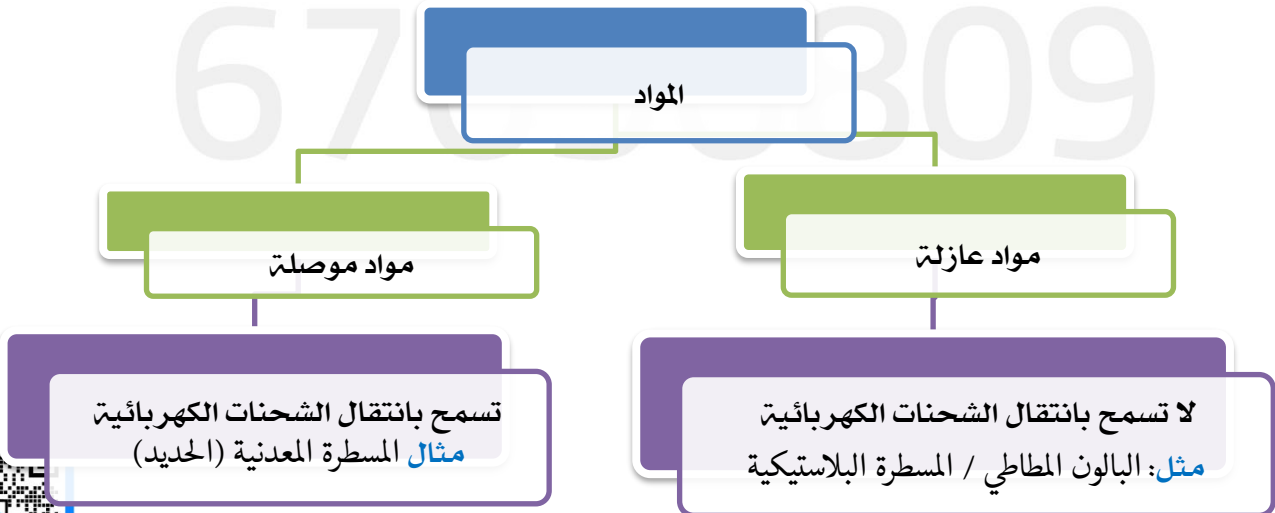 المواد
مواد عازلة
مواد موصلة
لا تسمح بانتقال الشحنات الكهربائية
مثل: البالون المطاطي / المسطرة البلاستيكية
تسمح بانتقال الشحنات الكهربائية
مثال المسطرة المعدنية (الحديد)